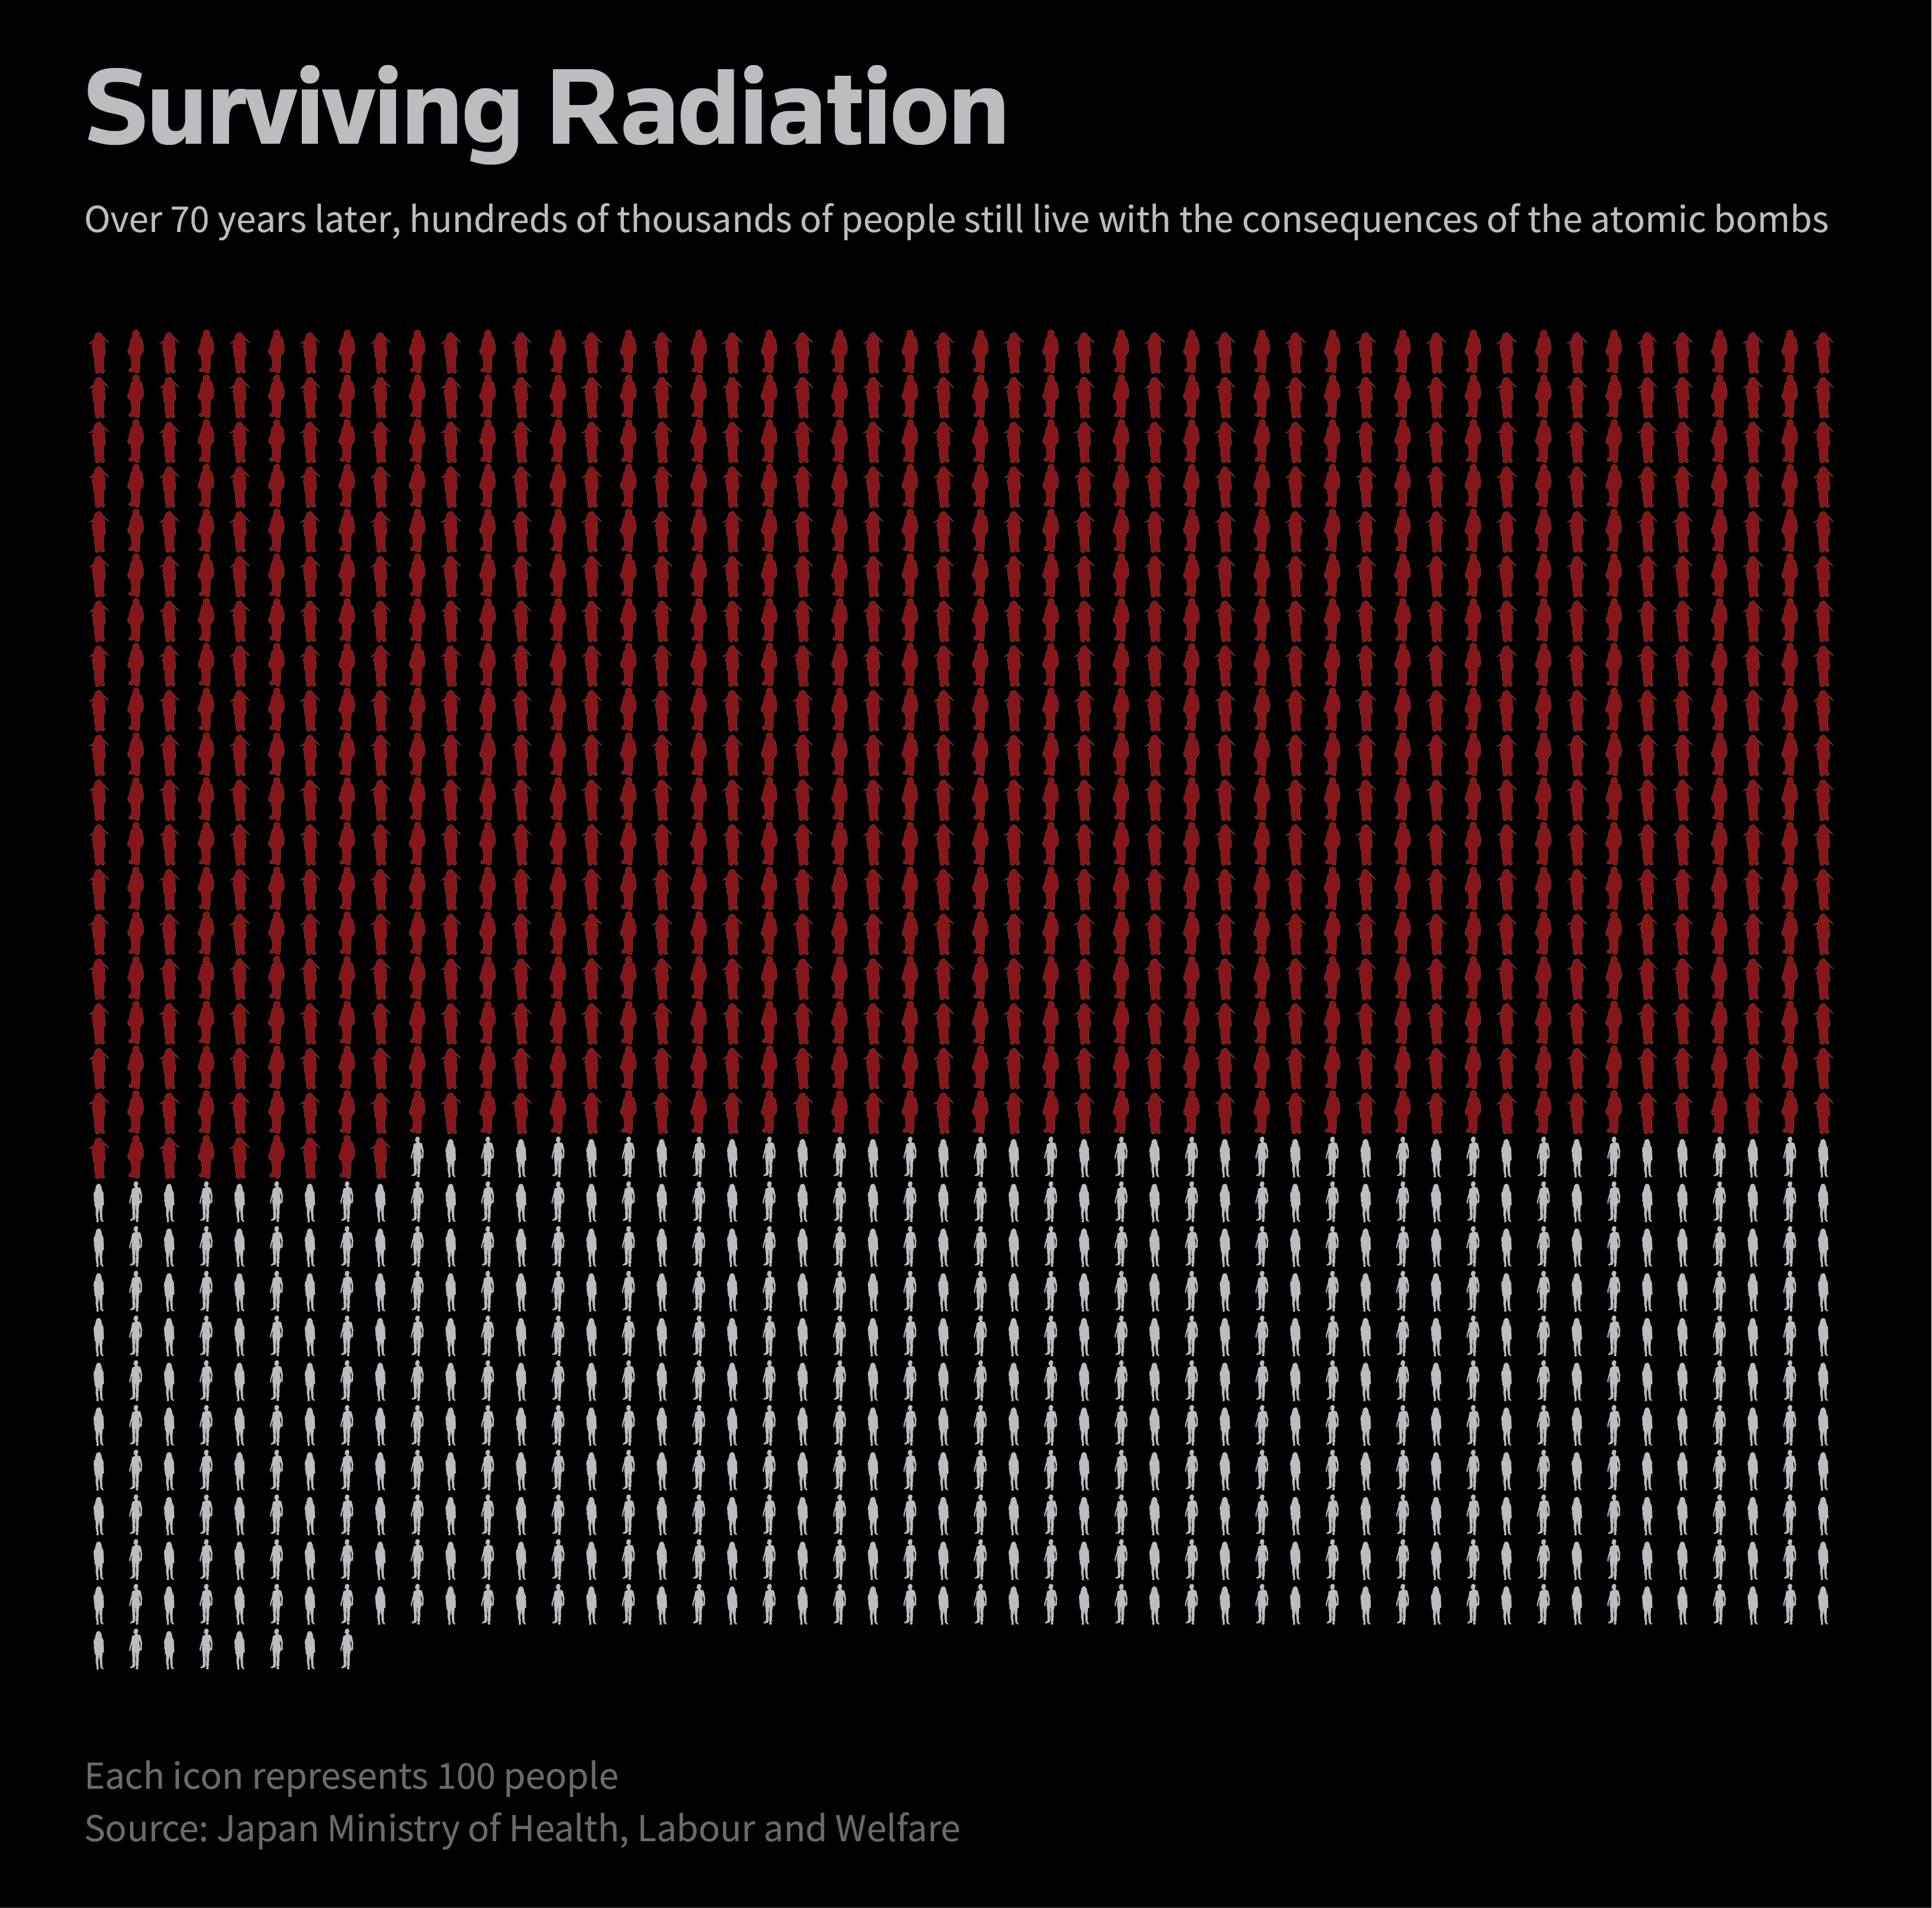 Surviving Radiation
Over 70 years later, hundreds of thousands of people still live with the consequences of the atomic bombs
Each icon represents 100 people
Source: Japan Ministry of Health, Labour and Welfare